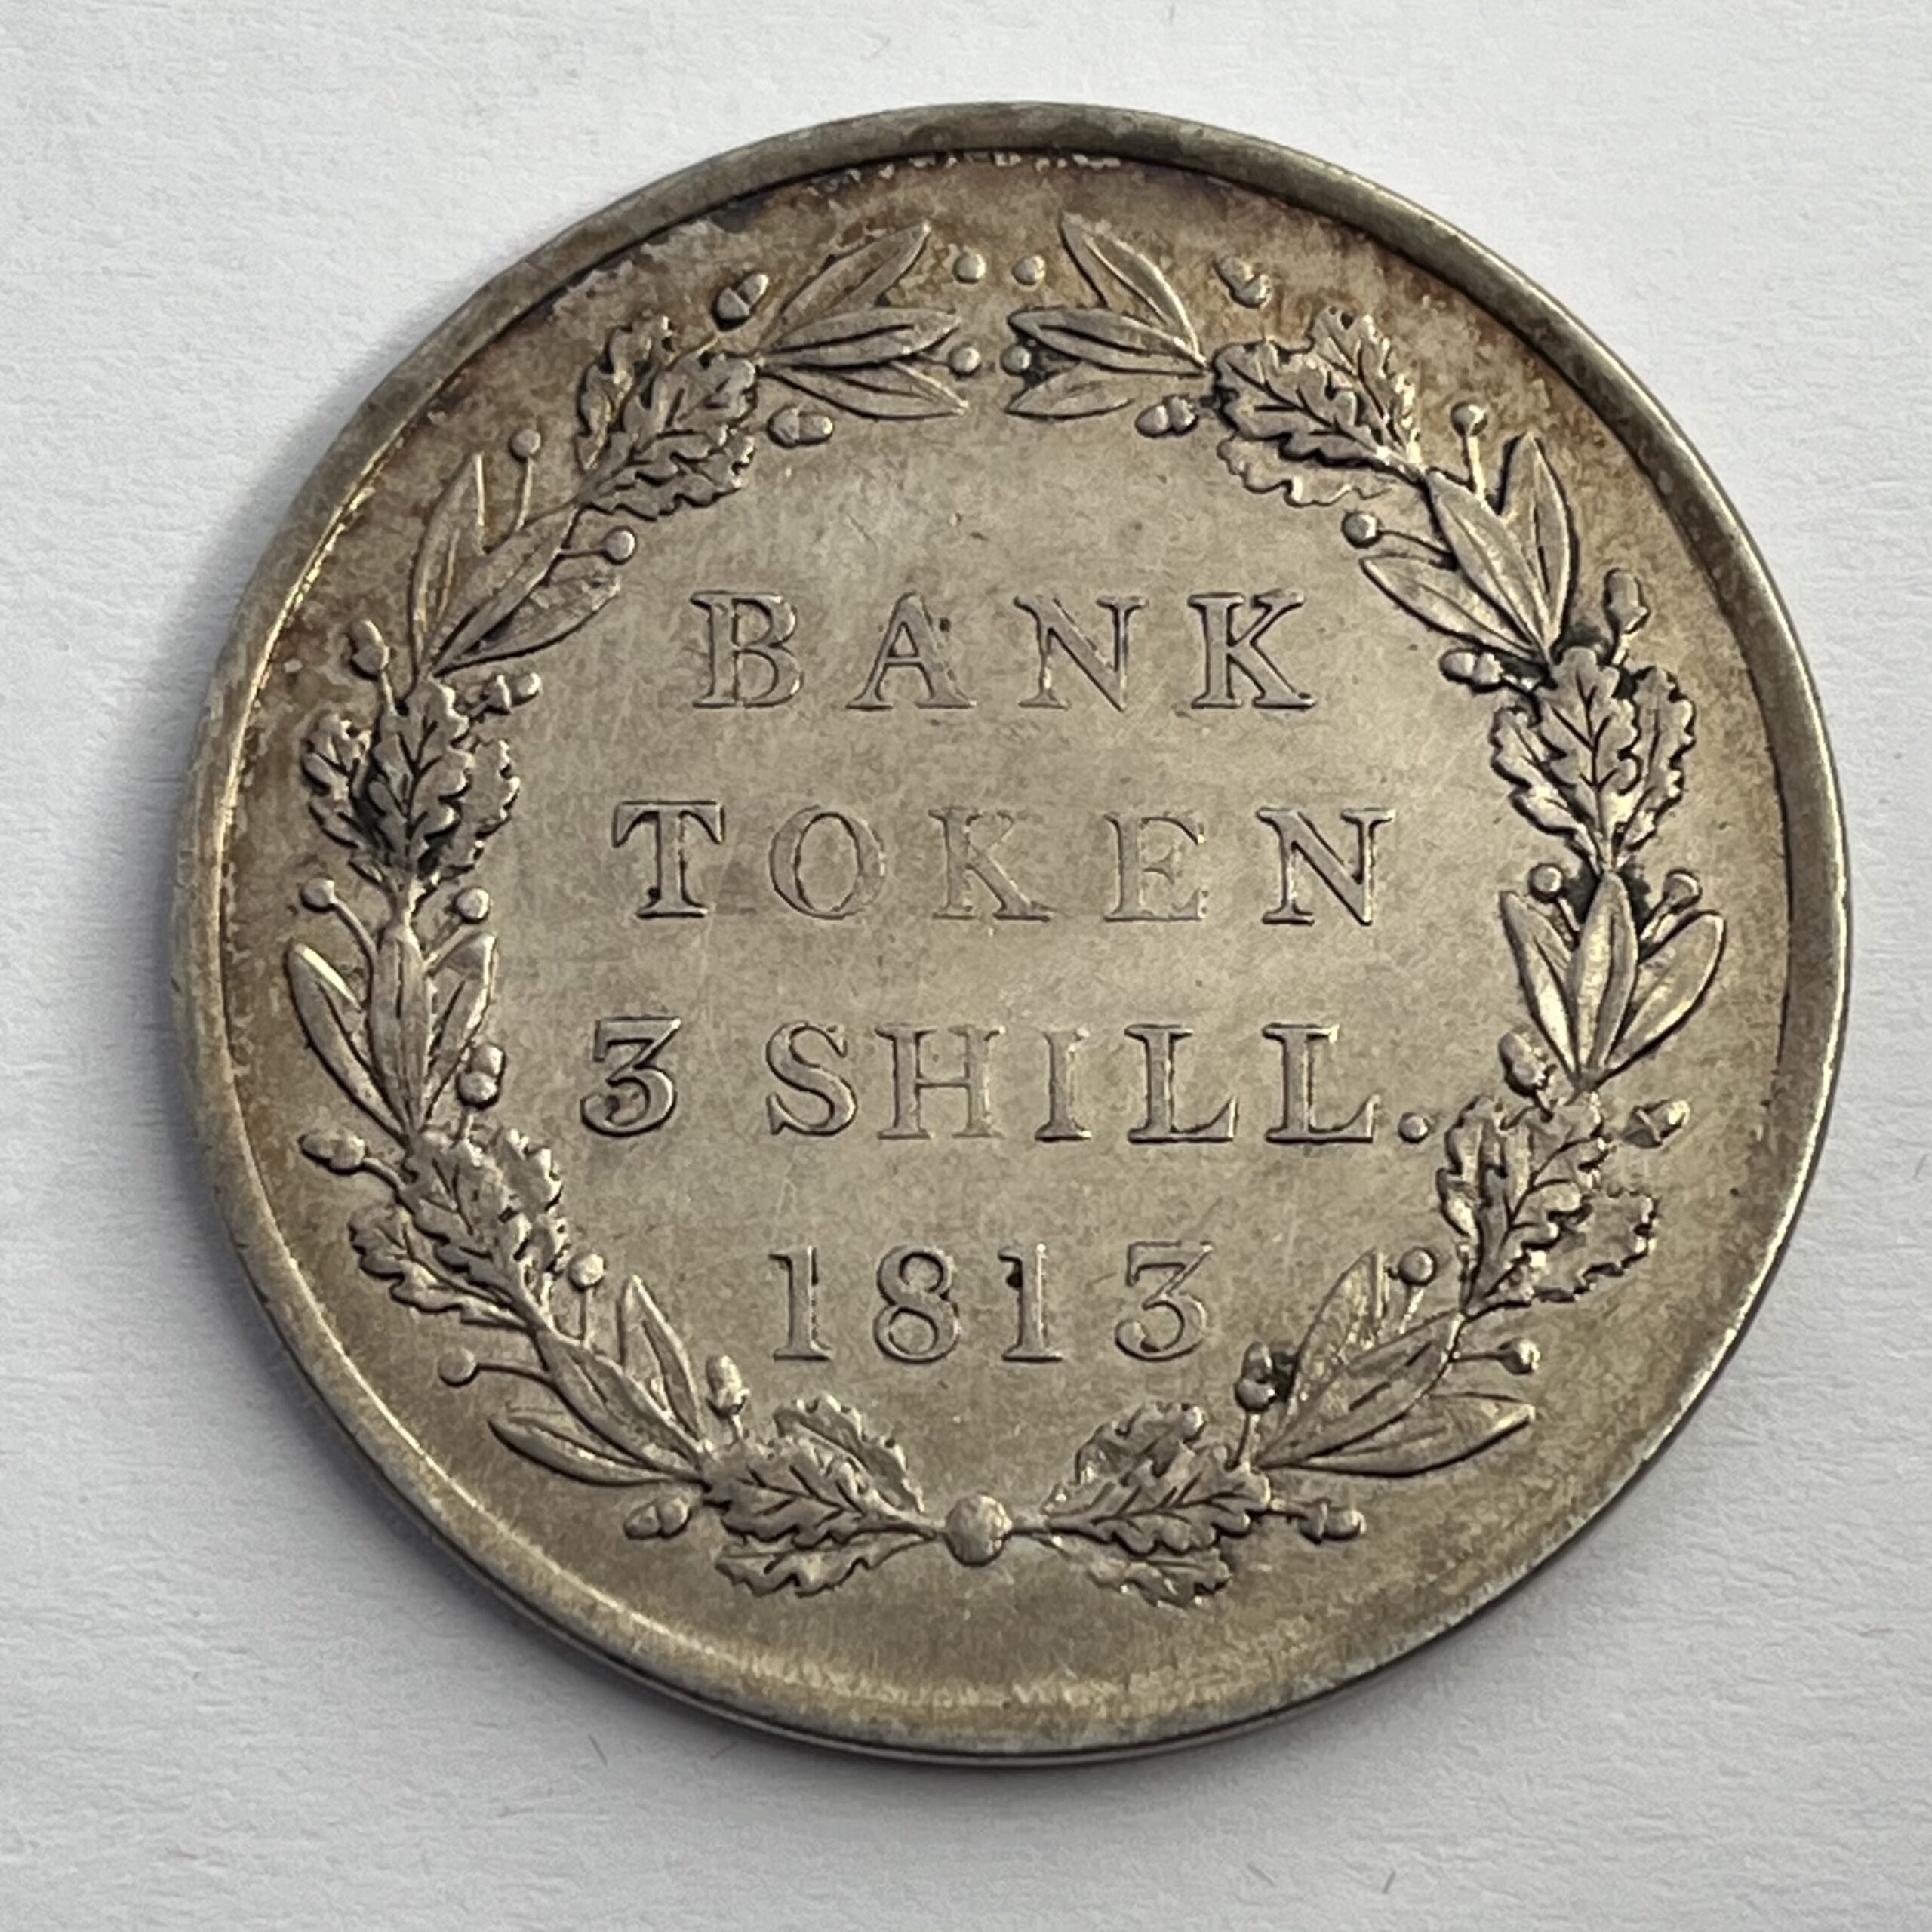 BANK
TOKEN
3 SHILL.
1813